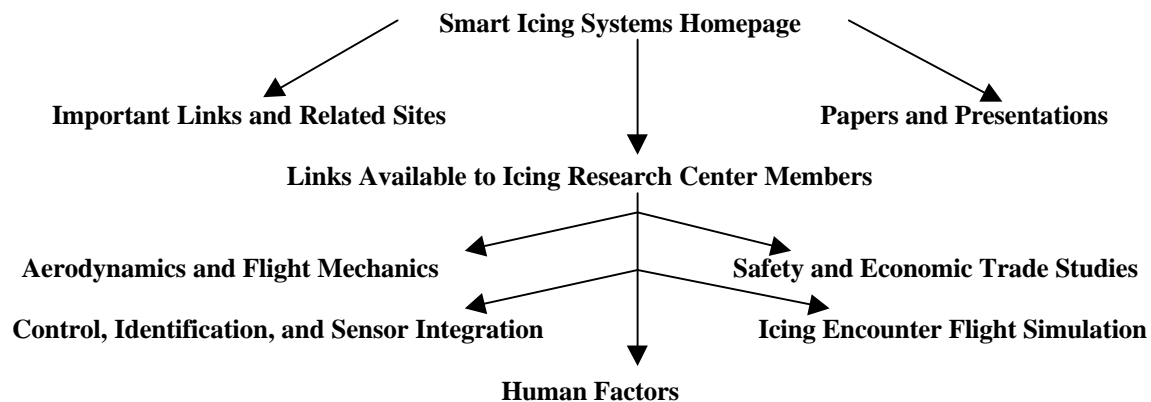 Smart Icing Systems Homepage
Important Links and Related Sites
Papers and Presentations
Links Available to Icing Research Center Members
Aerodynamics and Flight Mechanics
Safety and Economic Trade Studies
Control, Identification, and Sensor Integration
Icing Encounter Flight Simulation
Human Factors